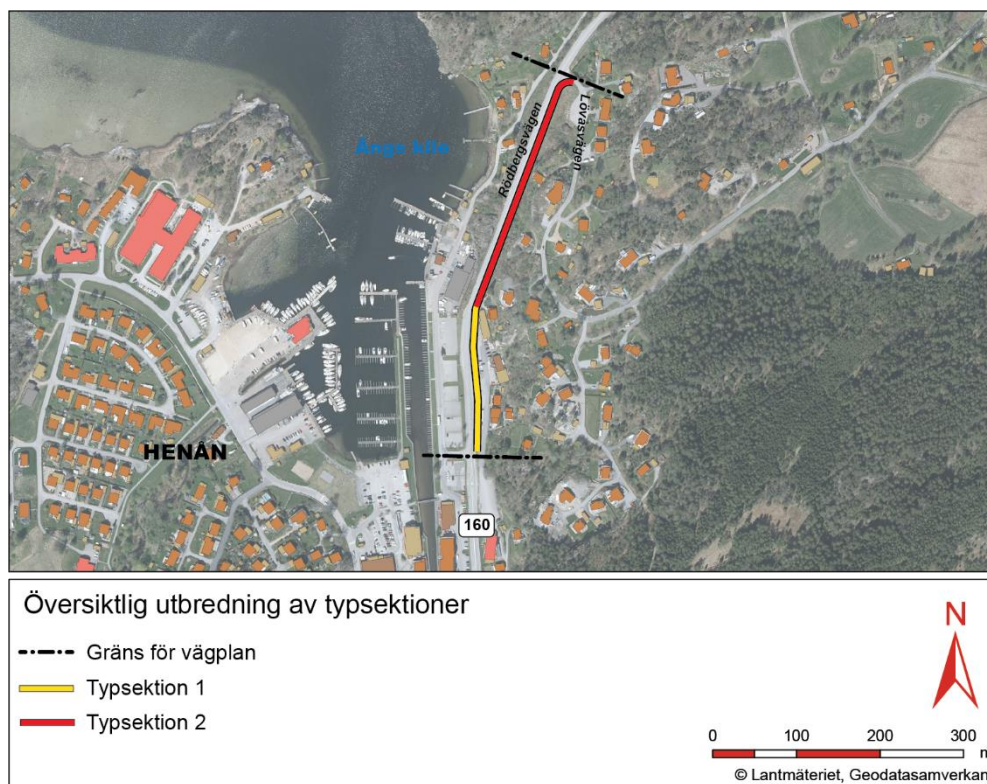 Rödbergsvägen
Lövåsvägen
Ängö kile
HENÅN
160
Översiktlig utbredning av typsektioner
Gräns för vägplan
Typsektion 1
Typsektion 2
N
0 100 200 300
© Lantmäteriet, Geodatasamverkan